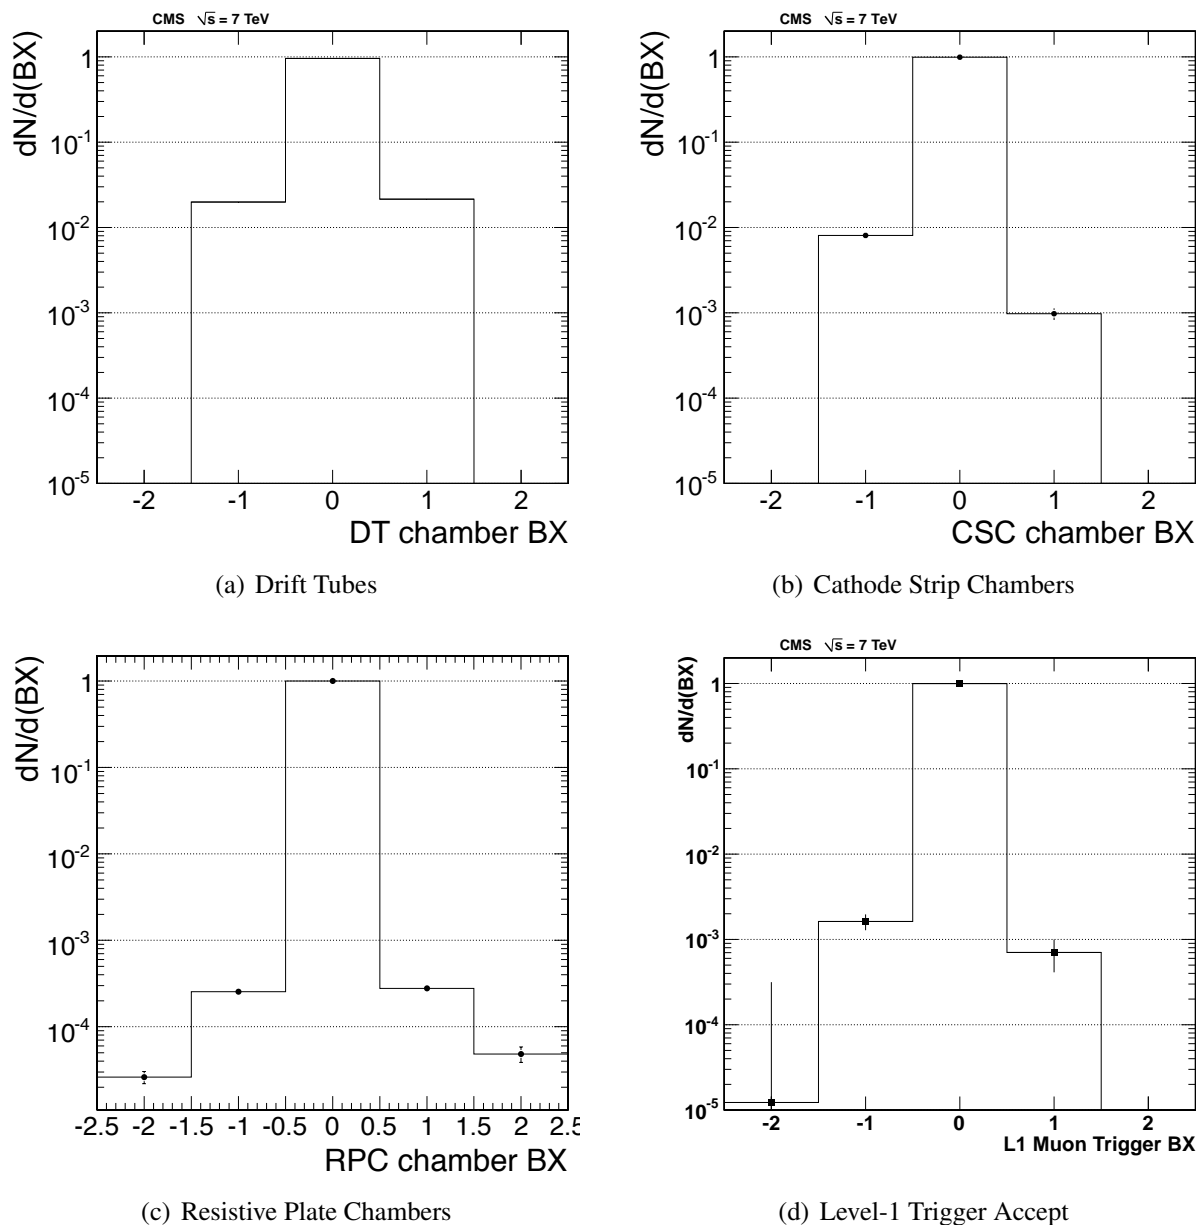 CMS √s = 7 TeV
dN/d(BX)
1
10^-1
10^-2
10^-3
10^-4
10^-5
-2 -1 0 1 2
DT chamber BX
(a) Drift Tubes
CMS √s = 7 TeV
dN/d(BX)
1
10^-1
10^-2
10^-3
10^-4
10^-5
-2 -1 0 1 2
CSC chamber BX
(b) Cathode Strip Chambers
dN/d(BX)
1
10^-1
10^-2
10^-3
10^-4
-2.5 -2 -1.5 -1 -0.5 0 0.5 1 1.5 2 2.5
RPC chamber BX
(c) Resistive Plate Chambers
CMS √s = 7 TeV
dN/d(BX)
1
10^-1
10^-2
10^-3
10^-4
10^-5
-2 -1 0 1 2
L1 Muon Trigger BX
(d) Level-1 Trigger Accept